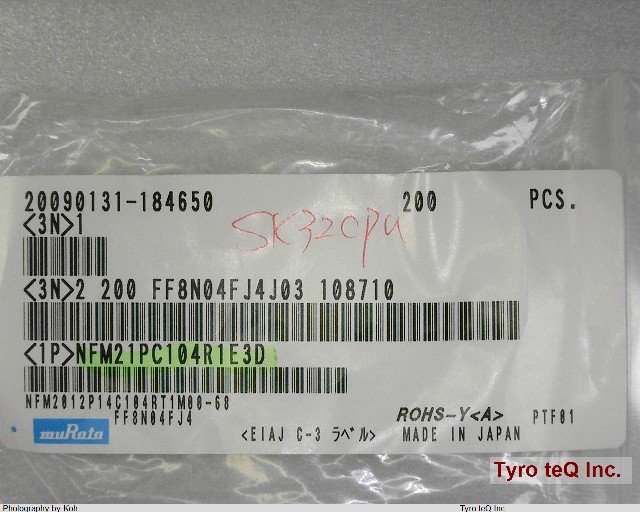 20090131-184650 200 PCS.
<3N>1
SK32CPU
<3N>2 200 FF8N04FJ4J03 108710
<1P>NFM21PC104R1E3D
NFM2012P14C104RT1M00-68
FF8N04FJ4
ROHS-Y<A> PTF01
muRata
<EIAJ C-3 ラベル> MADE IN JAPAN
Tyro teQ Inc.
Photography by Koh
Tyro teQ Inc